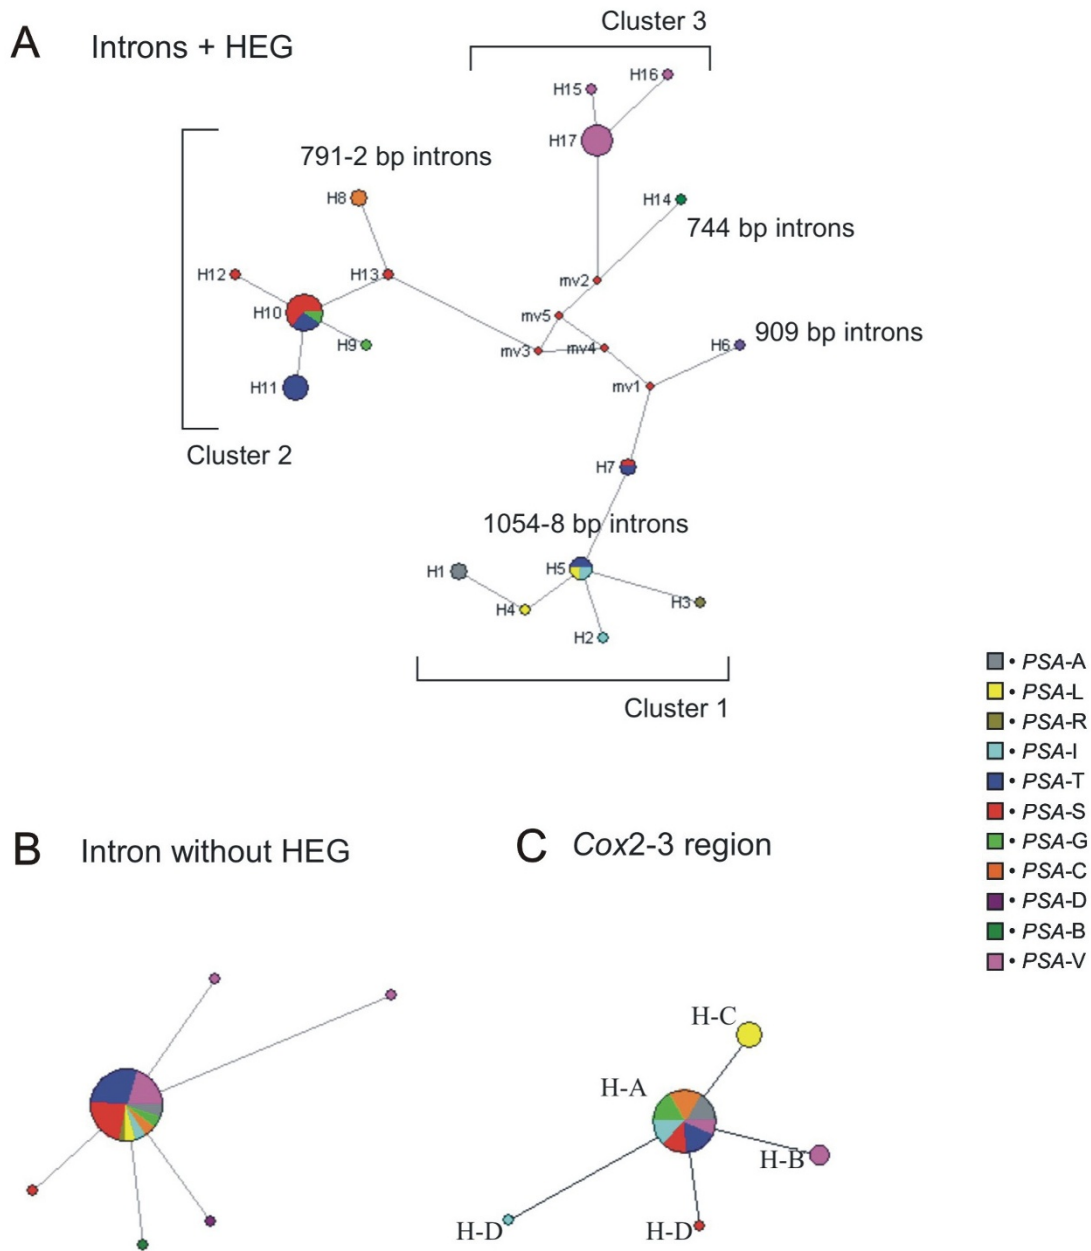 A Introns + HEG
Cluster 3
H15
H16
H17
791-2 bp introns
H8
H14
744 bp introns
H12
H13
mv2
H10
mv5
H9
mv3
mv4
H6
909 bp introns
H11
mv1
Cluster 2
H7
1054-8 bp introns
H1
H5
H4
H3
H2
Cluster 1
• PSA-A
• PSA-L
• PSA-R
• PSA-I
• PSA-T
• PSA-S
• PSA-G
• PSA-C
• PSA-D
• PSA-B
• PSA-V
B Intron without HEG
C Cox2-3 region
H-C
H-A
H-B
H-D
H-D